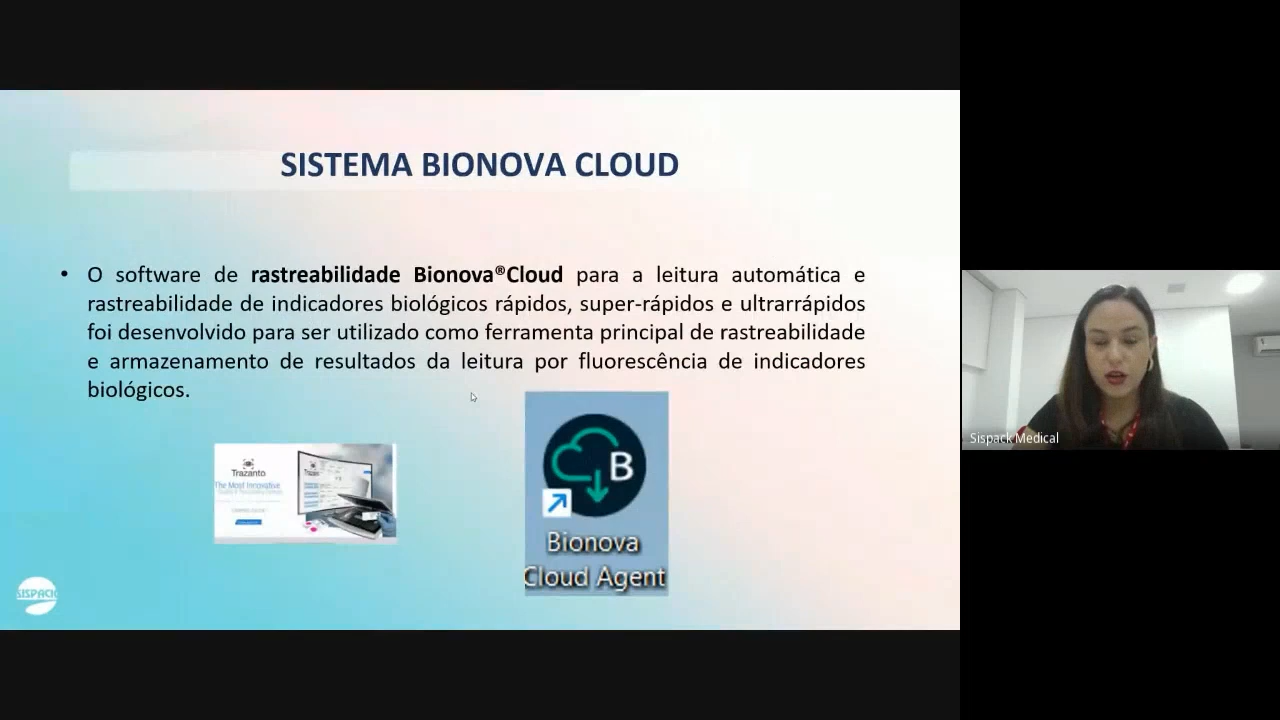 SISTEMA BIONOVA CLOUD
• O software de rastreabilidade Bionova®Cloud para a leitura automática e
rastreabilidade de indicadores biológicos rápidos, super-rápidos e ultrarrápidos
foi desenvolvido para ser utilizado como ferramenta principal de rastreabilidade
e armazenamento de resultados da leitura por fluorescência de indicadores
biológicos.
Trazanto
The Most Innovative
B
Bionova
Cloud Agent
SISPACK
Sispack Medical